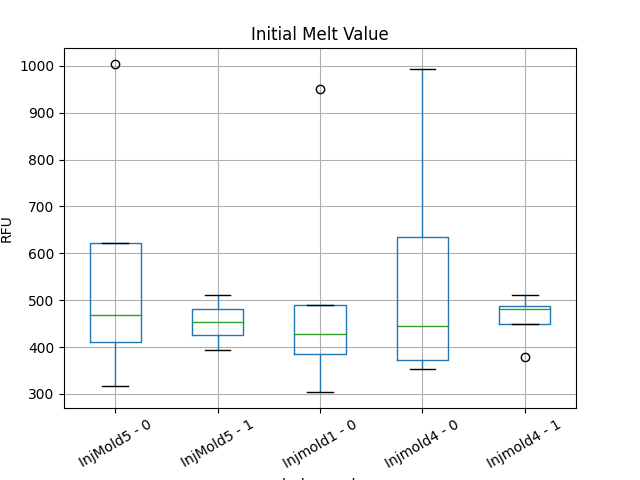 Initial Melt Value
1000
900
800
700
600
500
400
300
RFU
InjMold5 - 0
InjMold5 - 1
Injmold1 - 0
Injmold4 - 0
Injmold4 - 1